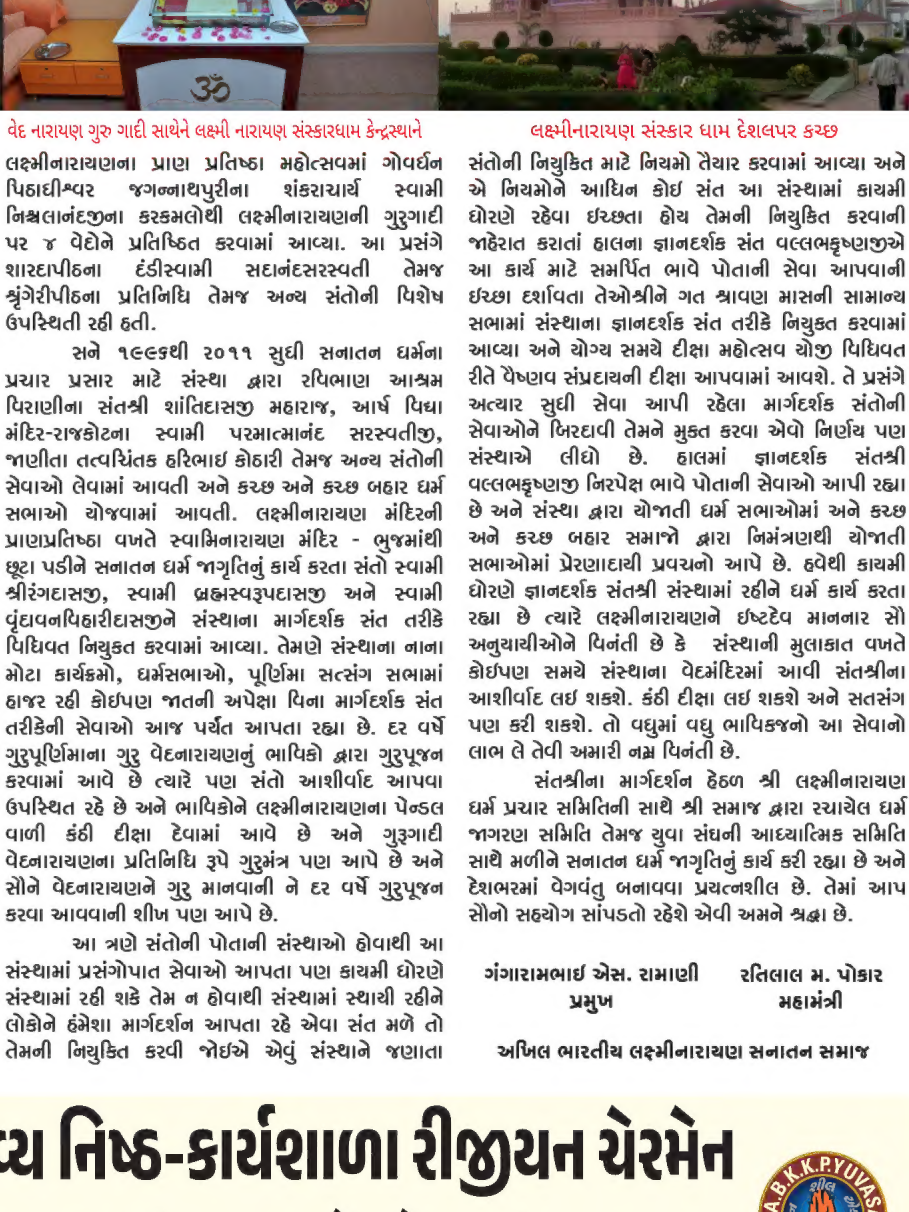 ૐ
વેદ નારાયણ ગુરુ ગાદી સાથેને લક્ષ્મી નારાયણ સંસ્કારધામ કેન્દ્રસ્થાને
લક્ષ્મીનારાયણના પ્રાણ પ્રતિષ્ઠા મહોત્સવમાં ગોવર્ધન
પિઠાધીશ્વર જગન્નાથપુરીના શંકરાચાર્ય સ્વામી
નિશ્ચલાનંદજીના કરકમલોથી લક્ષ્મીનારાયણની ગુરુગાદી
પર ૪ વેદોને પ્રતિષ્ઠિત કરવામાં આવ્યા. આ પ્રસંગે
શારદાપીઠના દંડીસ્વામી સદાનંદસરસ્વતી તેમજ
શ્રૃંગેરીપીઠના પ્રતિનિધિ તેમજ અન્ય સંતોની વિશેષ
ઉપસ્થિતી રહી હતી.
સને ૧૯૯૬થી ૨૦૧૧ સુધી સનાતન ધર્મના
પ્રચાર પ્રસાર માટે સંસ્થા દ્વારા રવિભાણ આશ્રમ
વિરાણીના સંતશ્રી શાંતિદાસજી મહારાજ, આર્ષ વિદ્યા
મંદિર-રાજકોટના સ્વામી પરમાત્માનંદ સરસ્વતીજી,
જાણીતા તત્વચિંતક હરિભાઈ કોઠારી તેમજ અન્ય સંતોની
સેવાઓ લેવામાં આવતી અને કચ્છ અને કચ્છ બહાર ધર્મ
સભાઓ યોજવામાં આવતી. લક્ષ્મીનારાયણ મંદિરની
પ્રાણપ્રતિષ્ઠા વખતે સ્વામિનારાયણ મંદિર - ભુજમાંથી
છૂટા પડીને સનાતન ધર્મ જાગૃતિનું કાર્ય કરતા સંતો સ્વામી
શ્રીરંગદાસજી, સ્વામી બ્રહ્મસ્વરૂપદાસજી અને સ્વામી
વૃંદાવનવિહારીદાસજીને સંસ્થાના માર્ગદર્શક સંત તરીકે
વિધિવત નિયુકત કરવામાં આવ્યા. તેમણે સંસ્થાના નાના
મોટા કાર્યક્રમો, ધર્મસભાઓ, પૂર્ણિમા સત્સંગ સભામાં
હાજર રહી કોઈપણ જાતની અપેક્ષા વિના માર્ગદર્શક સંત
તરીકેની સેવાઓ આજ પર્યંત આપતા રહ્યા છે. દર વર્ષે
ગુરુપૂર્ણિમાના ગુરુ વેદનારાયણનું ભાવિકો દ્વારા ગુરુપૂજન
કરવામાં આવે છે ત્યારે પણ સંતો આશીર્વાદ આપવા
ઉપસ્થિત રહે છે અને ભાવિકોને લક્ષ્મીનારાયણના પેન્ડલ
વાળી કંઠી દીક્ષા દેવામાં આવે છે અને ગુરૂગાદી
વેદનારાયણના પ્રતિનિધિ રૂપે ગુરુમંત્ર પણ આપે છે અને
સૌને વેદનારાયણને ગુરુ માનવાની ને દર વર્ષે ગુરુપૂજન
કરવા આવવાની શીખ પણ આપે છે.
આ ત્રણે સંતોની પોતાની સંસ્થાઓ હોવાથી આ
સંસ્થામાં પ્રસંગોપાત સેવાઓ આપતા પણ કાયમી ધોરણે
સંસ્થામાં રહી શકે તેમ ન હોવાથી સંસ્થામાં સ્થાયી રહીને
લોકોને હંમેશા માર્ગદર્શન આપતા રહે એવા સંત મળે તો
તેમની નિયુકિત કરવી જોઈએ એવું સંસ્થાને જણાતા
લક્ષ્મીનારાયણ સંસ્કાર ધામ દેશલપર કચ્છ
સંતોની નિયુકિત માટે નિયમો તૈયાર કરવામાં આવ્યા અને
એ નિયમોને આધિન કોઈ સંત આ સંસ્થામાં કાયમી
ધોરણે રહેવા ઈચ્છતા હોય તેમની નિયુકિત કરવાની
જાહેરાત કરાતાં હાલના જ્ઞાનદર્શક સંત વલ્લભકૃષ્ણજીએ
આ કાર્ય માટે સમર્પિત ભાવે પોતાની સેવા આપવાની
ઈચ્છા દર્શાવતા તેઓશ્રીને ગત શ્રાવણ માસની સામાન્ય
સભામાં સંસ્થાના જ્ઞાનદર્શક સંત તરીકે નિયુકત કરવામાં
આવ્યા અને યોગ્ય સમયે દીક્ષા મહોત્સવ યોજી વિધિવત
રીતે વૈષ્ણવ સંપ્રદાયની દીક્ષા આપવામાં આવશે. તે પ્રસંગે
અત્યાર સુધી સેવા આપી રહેલા માર્ગદર્શક સંતોની
સેવાઓને બિરદાવી તેમને મુકત કરવા એવો નિર્ણય પણ
સંસ્થાએ લીધો છે. હાલમાં જ્ઞાનદર્શક સંતશ્રી
વલ્લભકૃષ્ણજી નિરપેક્ષ ભાવે પોતાની સેવાઓ આપી રહ્યા
છે અને સંસ્થા દ્વારા યોજાતી ધર્મ સભાઓમાં અને કચ્છ
અને કચ્છ બહાર સમાજો દ્વારા નિમંત્રણથી યોજાતી
સભાઓમાં પ્રેરણાદાયી પ્રવચનો આપે છે. હવેથી કાયમી
ધોરણે જ્ઞાનદર્શક સંતશ્રી સંસ્થામાં રહીને ધર્મ કાર્ય કરતા
રહ્યા છે ત્યારે લક્ષ્મીનારાયણને ઈષ્ટદેવ માનનાર સૌ
અનુયાયીઓને વિનંતી છે કે સંસ્થાની મુલાકાત વખતે
કોઈપણ સમયે સંસ્થાના વેદમંદિરમાં આવી સંતશ્રીના
આશીર્વાદ લઈ શકશે. કંઠી દીક્ષા લઈ શકશે અને સતસંગ
પણ કરી શકશે. તો વધુમાં વધુ ભાવિકજનો આ સેવાનો
લાભ લે તેવી અમારી નમ્ર વિનંતી છે.
સંતશ્રીના માર્ગદર્શન હેઠળ શ્રી લક્ષ્મીનારાયણ
ધર્મ પ્રચાર સમિતિની સાથે શ્રી સમાજ દ્વારા રચાયેલ ધર્મ
જાગરણ સમિતિ તેમજ યુવા સંઘની આધ્યાત્મિક સમિતિ
સાથે મળીને સનાતન ધર્મ જાગૃતિનું કાર્ય કરી રહ્યા છે અને
દેશભરમાં વેગવંતુ બનાવવા પ્રયત્નશીલ છે. તેમાં આપ
સૌનો સહયોગ સાંપડતો રહેશે એવી અમને શ્રદ્ધા છે.
ગંગારામભાઈ એસ. રામાણી રતિલાલ મ. પોકાર
પ્રમુખ મહામંત્રી
અખિલ ભારતીય લક્ષ્મીનારાયણ સનાતન સમાજ
નિષ્ઠ-કાર્યશાળા રીજીયન ચેરમેન
A.B.K.K.P.YUVAS
શીલ